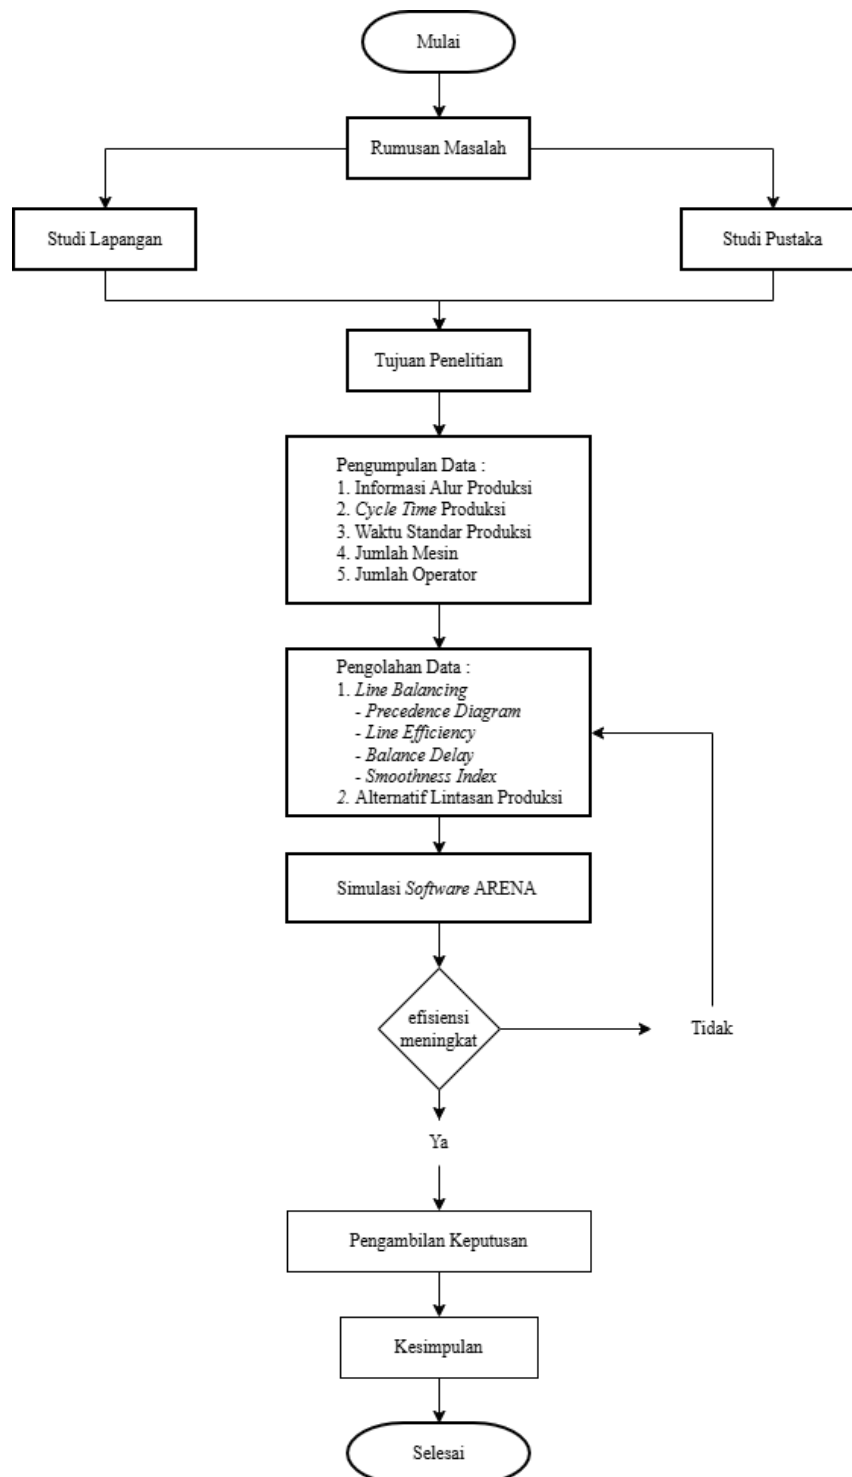 Mulai
Rumusan Masalah
Studi Lapangan
Studi Pustaka
Tujuan Penelitian
Pengumpulan Data :
1. Informasi Alur Produksi
2. Cycle Time Produksi
3. Waktu Standar Produksi
4. Jumlah Mesin
5. Jumlah Operator
Pengolahan Data :
1. Line Balancing
- Precedence Diagram
- Line Efficiency
- Balance Delay
- Smoothness Index
2. Alternatif Lintasan Produksi
Simulasi Software ARENA
efisiensi
meningkat
Tidak
Ya
Pengambilan Keputusan
Kesimpulan
Selesai